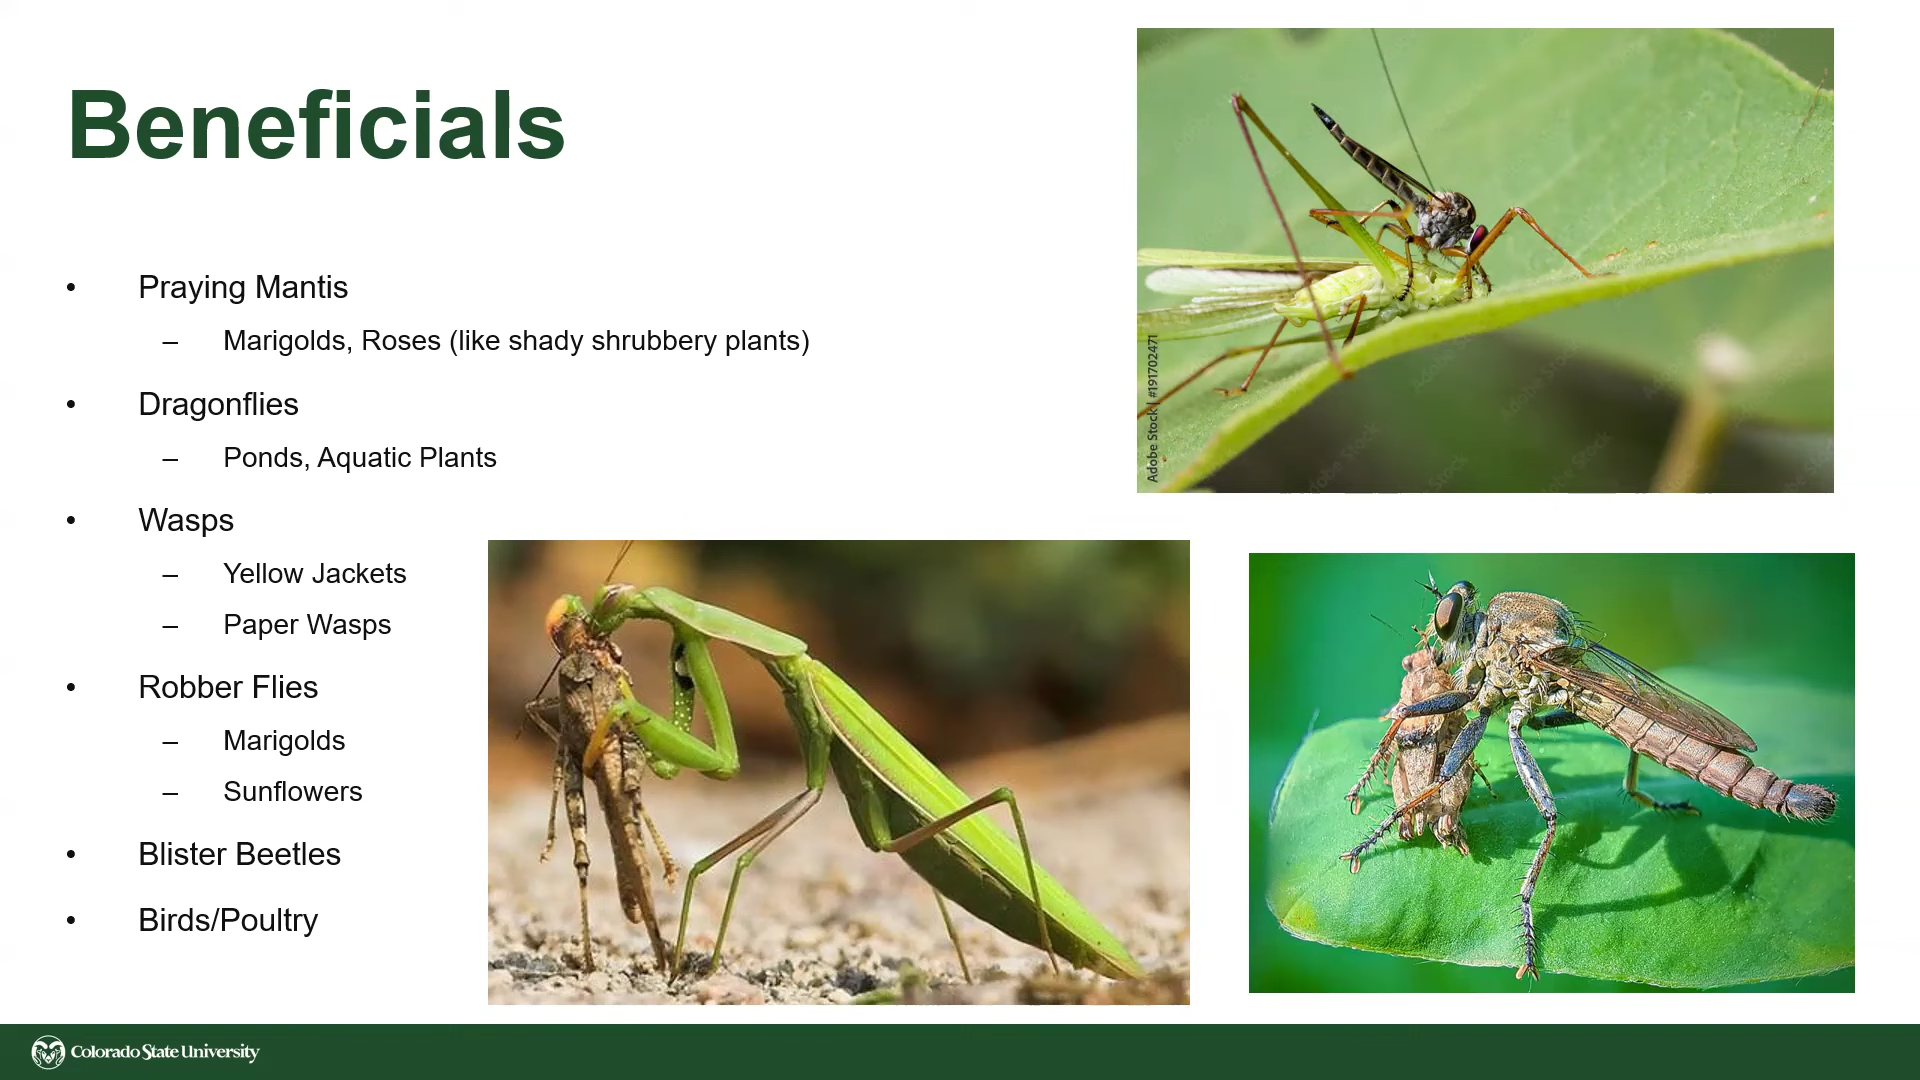 Beneficials
• Praying Mantis
– Marigolds, Roses (like shady shrubbery plants)
• Dragonflies
– Ponds, Aquatic Plants
• Wasps
– Yellow Jackets
– Paper Wasps
• Robber Flies
– Marigolds
– Sunflowers
• Blister Beetles
• Birds/Poultry
Adobe Stock | #191702471
Colorado State University